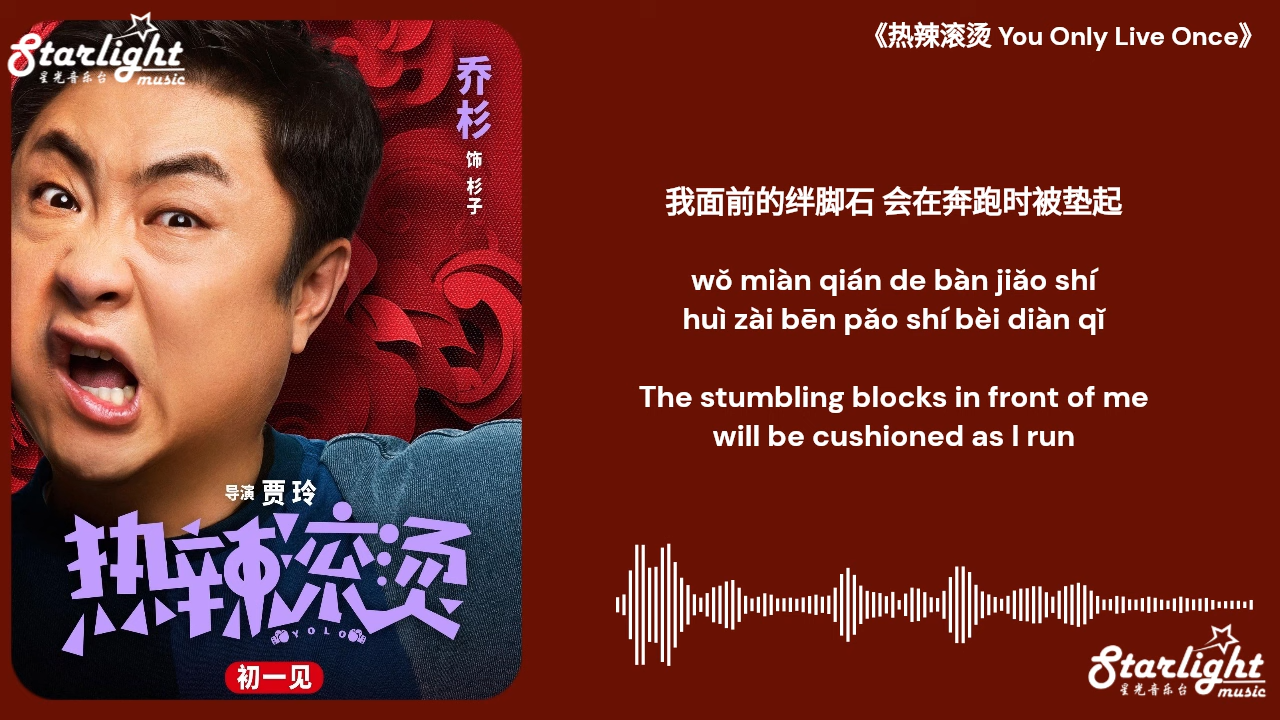 Starlight
星光音乐台 music
《热辣滚烫 You Only Live Once》
乔杉
饰 杉子
我面前的绊脚石 会在奔跑时被垫起
wǒ miàn qián de bàn jiǎo shí
huì zài bēn pǎo shí bèi diàn qǐ
The stumbling blocks in front of me
will be cushioned as I run
导演 贾玲
热辣滚烫
YOLO
初一见
Starlight
星光音乐台 music